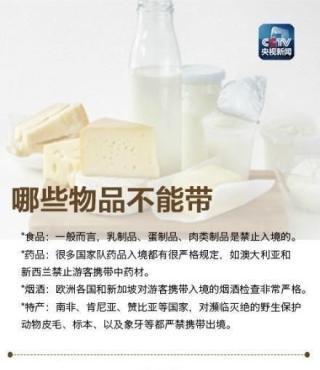 CCTV
央视新闻
哪些物品不能带
*食品：一般而言，乳制品、蛋制品、肉类制品是禁止入境的。
*药品：很多国家队药品入境都有很严格规定，如澳大利亚和
新西兰禁止游客携带中药材。
*烟酒：欧洲各国和新加坡对游客携带入境的烟酒检查非常严格。
*特产：南非、肯尼亚、赞比亚等国家，对濒临灭绝的野生保护
动物皮毛、标本、以及象牙等都严禁携带出境。